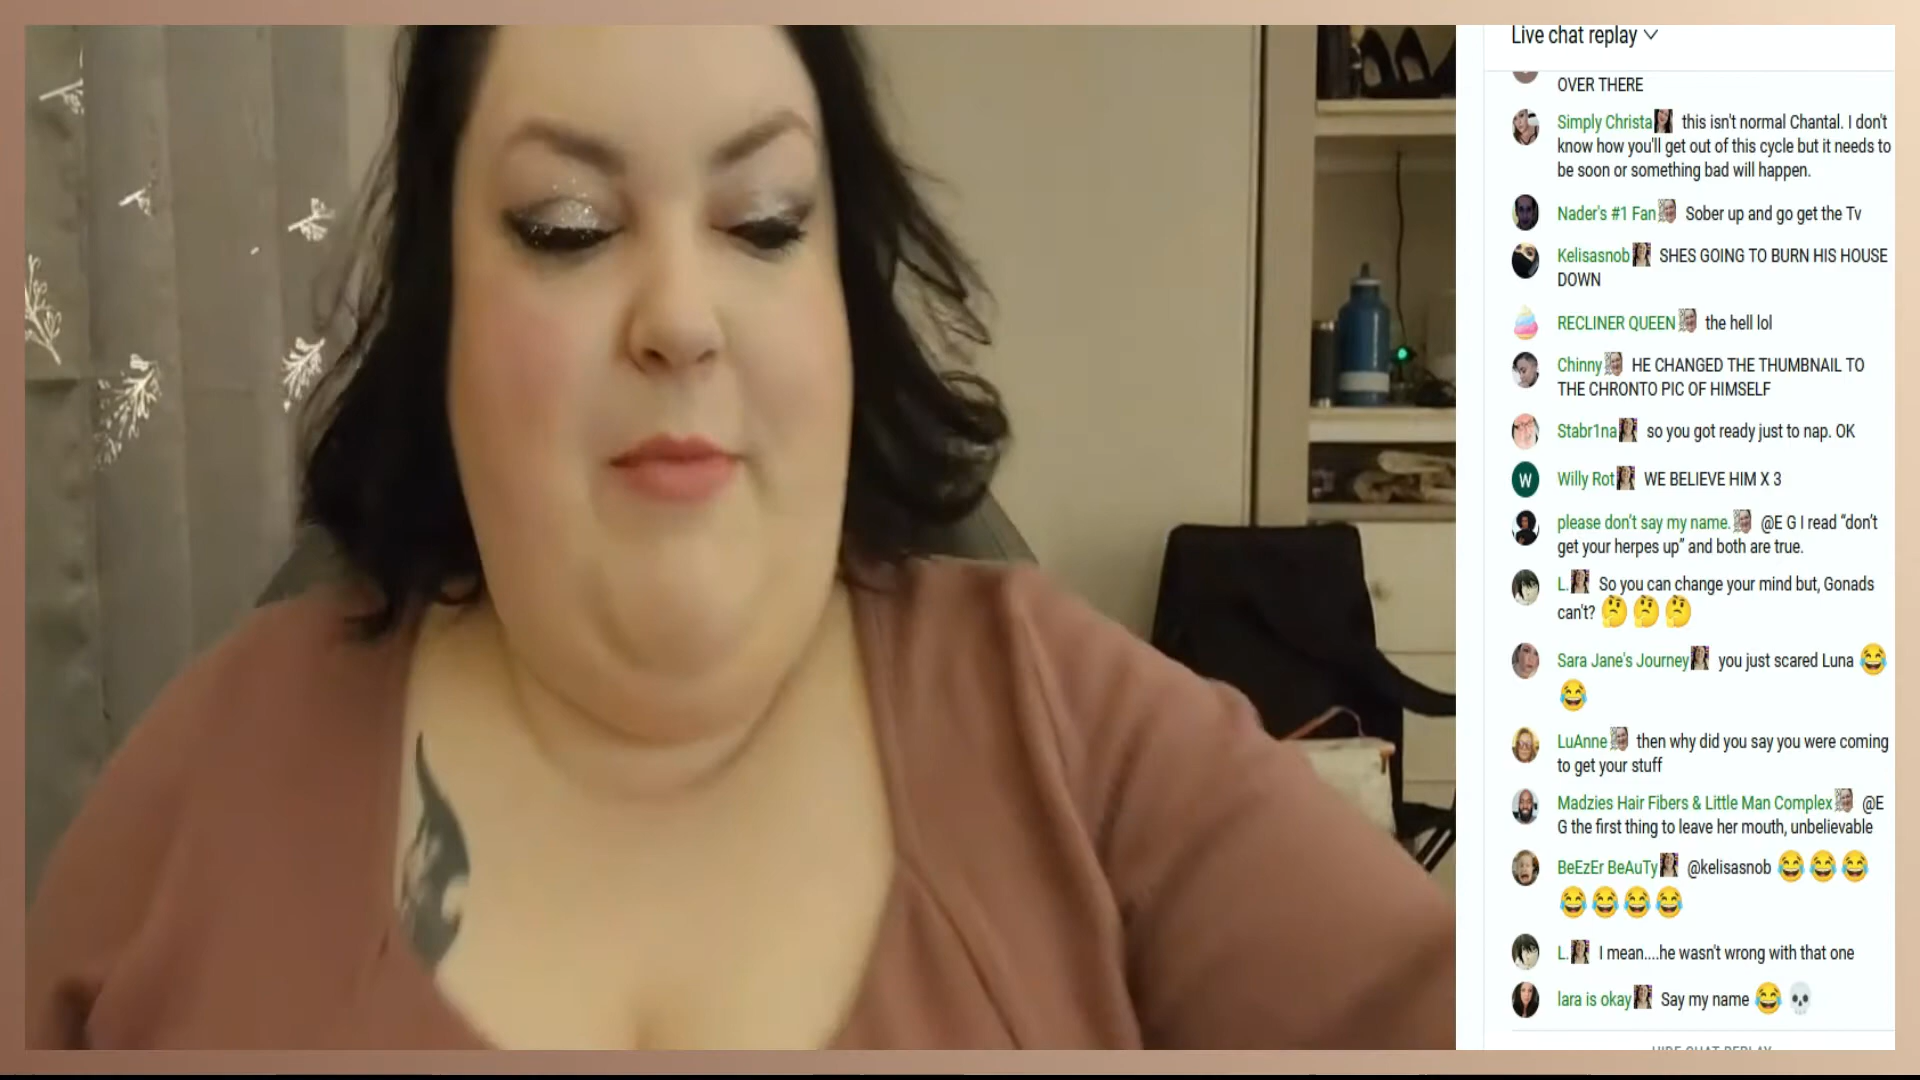 Live chat replay
OVER THERE
Simply Christa this isn't normal Chantal. I don't
know how you'll get out of this cycle but it needs to
be soon or something bad will happen.
Nader's #1 Fan Sober up and go get the Tv
Kelisasnob SHES GOING TO BURN HIS HOUSE
DOWN
RECLINER QUEEN the hell lol
Chinny HE CHANGED THE THUMBNAIL TO
THE CHRONTO PIC OF HIMSELF
Stabr1na so you got ready just to nap. OK
W
Willy Rot WE BELIEVE HIM X 3
please don't say my name. @E G I read “don't
get your herpes up” and both are true.
L. So you can change your mind but, Gonads
can't? 🤔🤔🤔
Sara Jane's Journey you just scared Luna 😂
😂
LuAnne then why did you say you were coming
to get your stuff
Madzies Hair Fibers & Little Man Complex @E
G the first thing to leave her mouth, unbelievable
BeEzEr BeAuTy @kelisasnob 😂😂😂
😂😂😂😂
L. I mean....he wasn't wrong with that one
lara is okay Say my name 😂💀
HIDE CHAT REPLAY